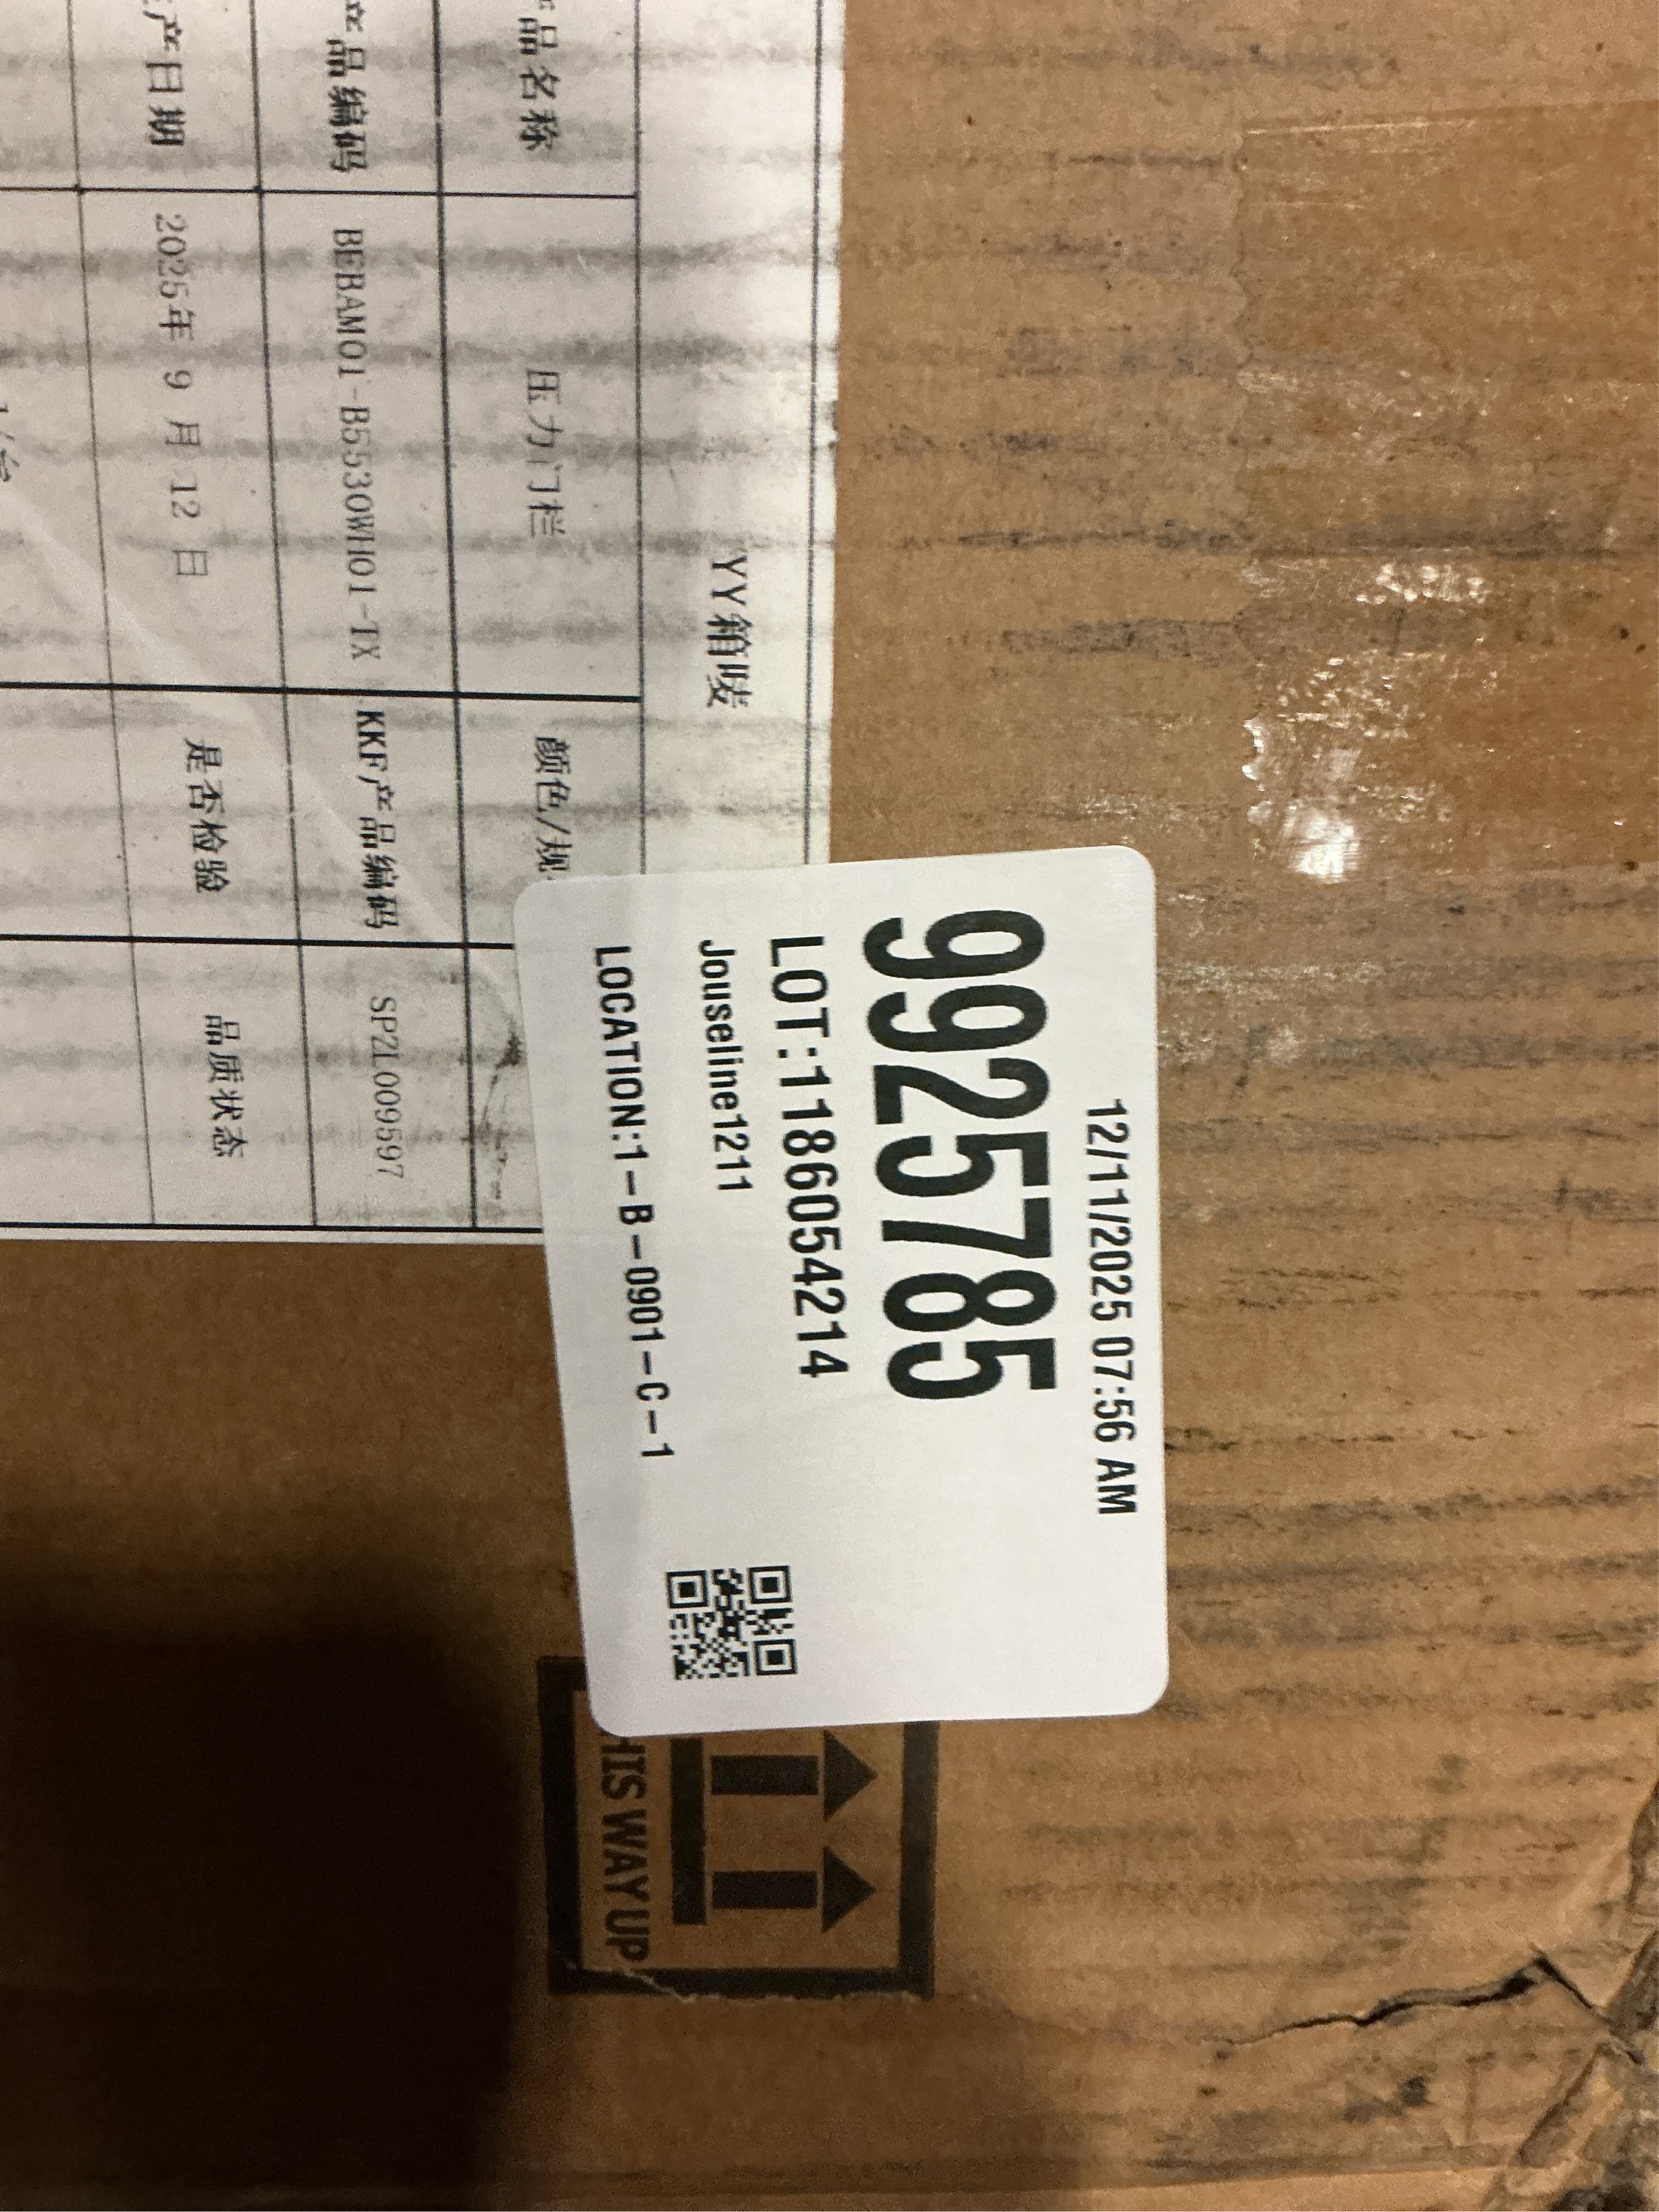 YY箱唛
品名称 压力门栏 颜色/规
产品编码 BEBAM01-B5530WH01-TX KKF产品编码 SPZL009597
产日期 2025年 9 月 12 日 是否检验 品质状态
12/11/2025 07:56 AM
9925785
LOT:1186054214
Jouseline1211
LOCATION:1-B-0901-C-1
HIS WAY UP